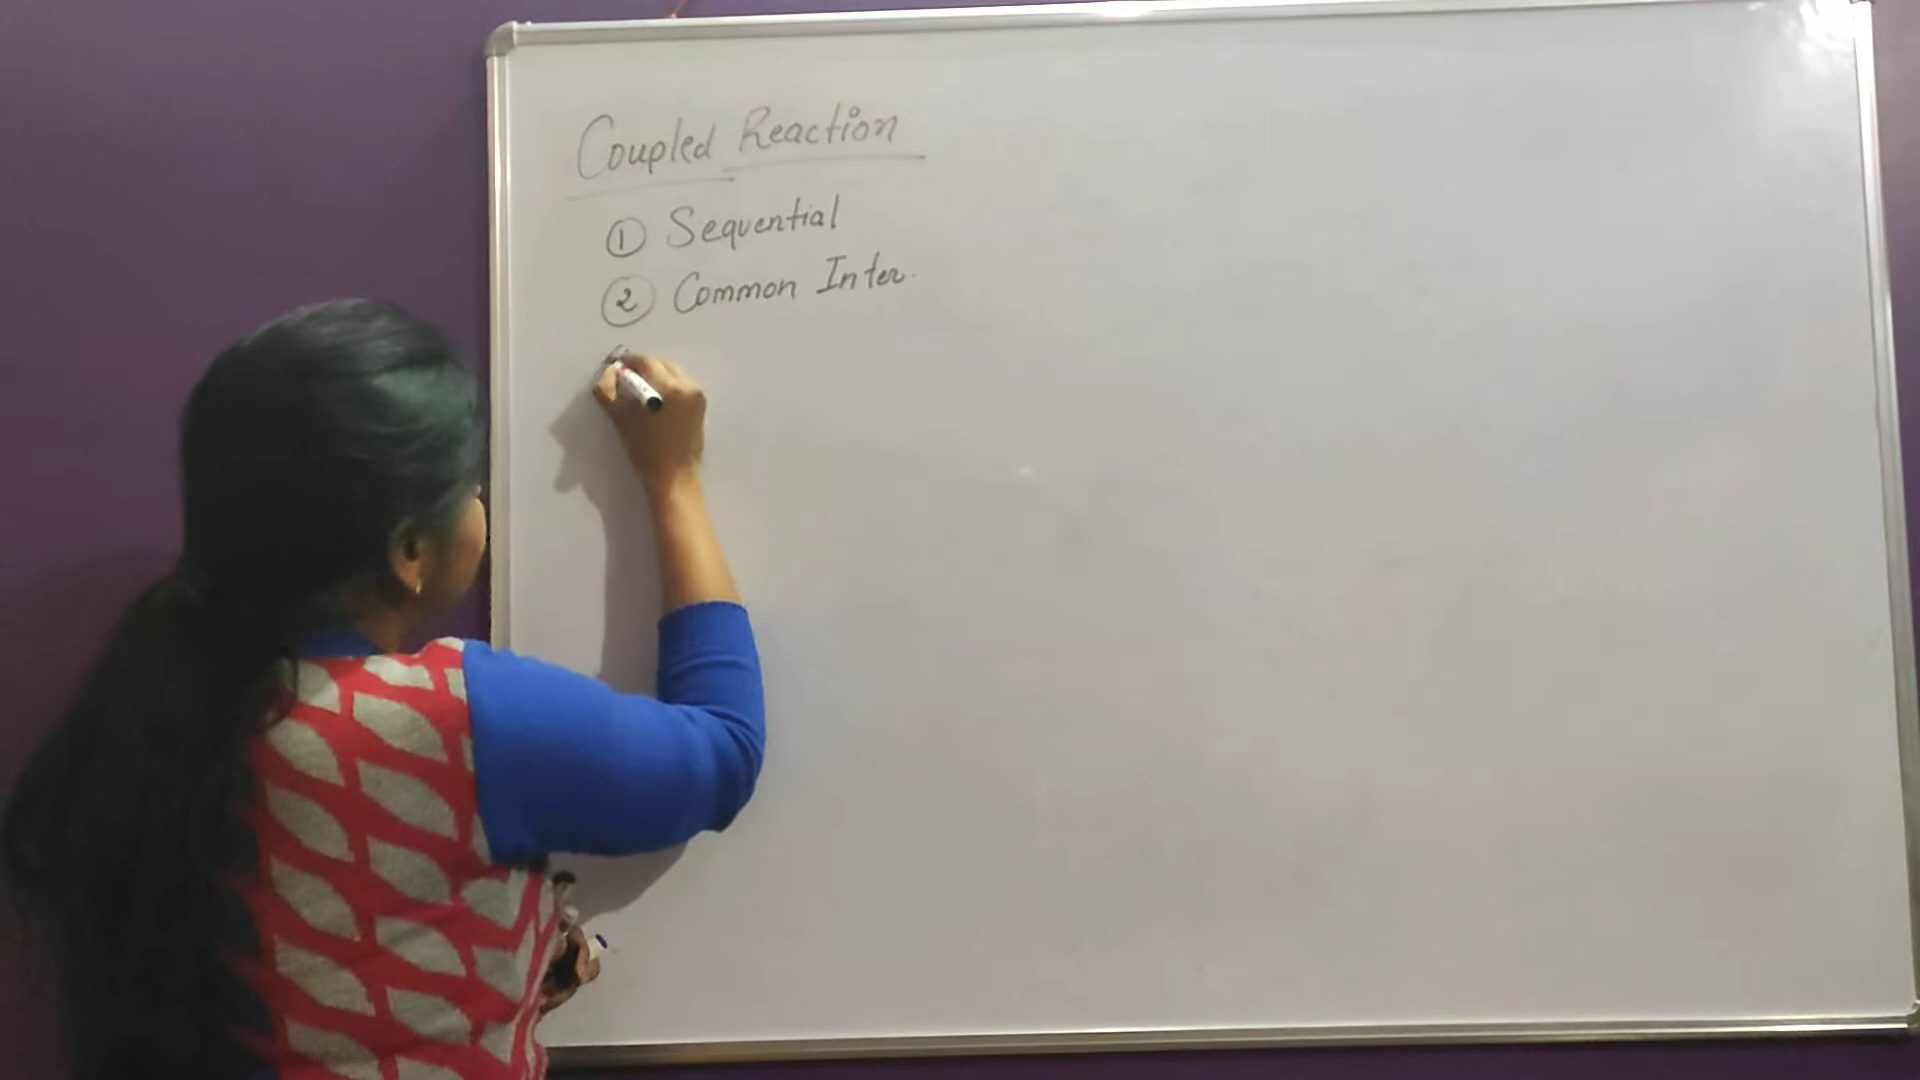 Coupled Reaction
① Sequential
② Common Inter.